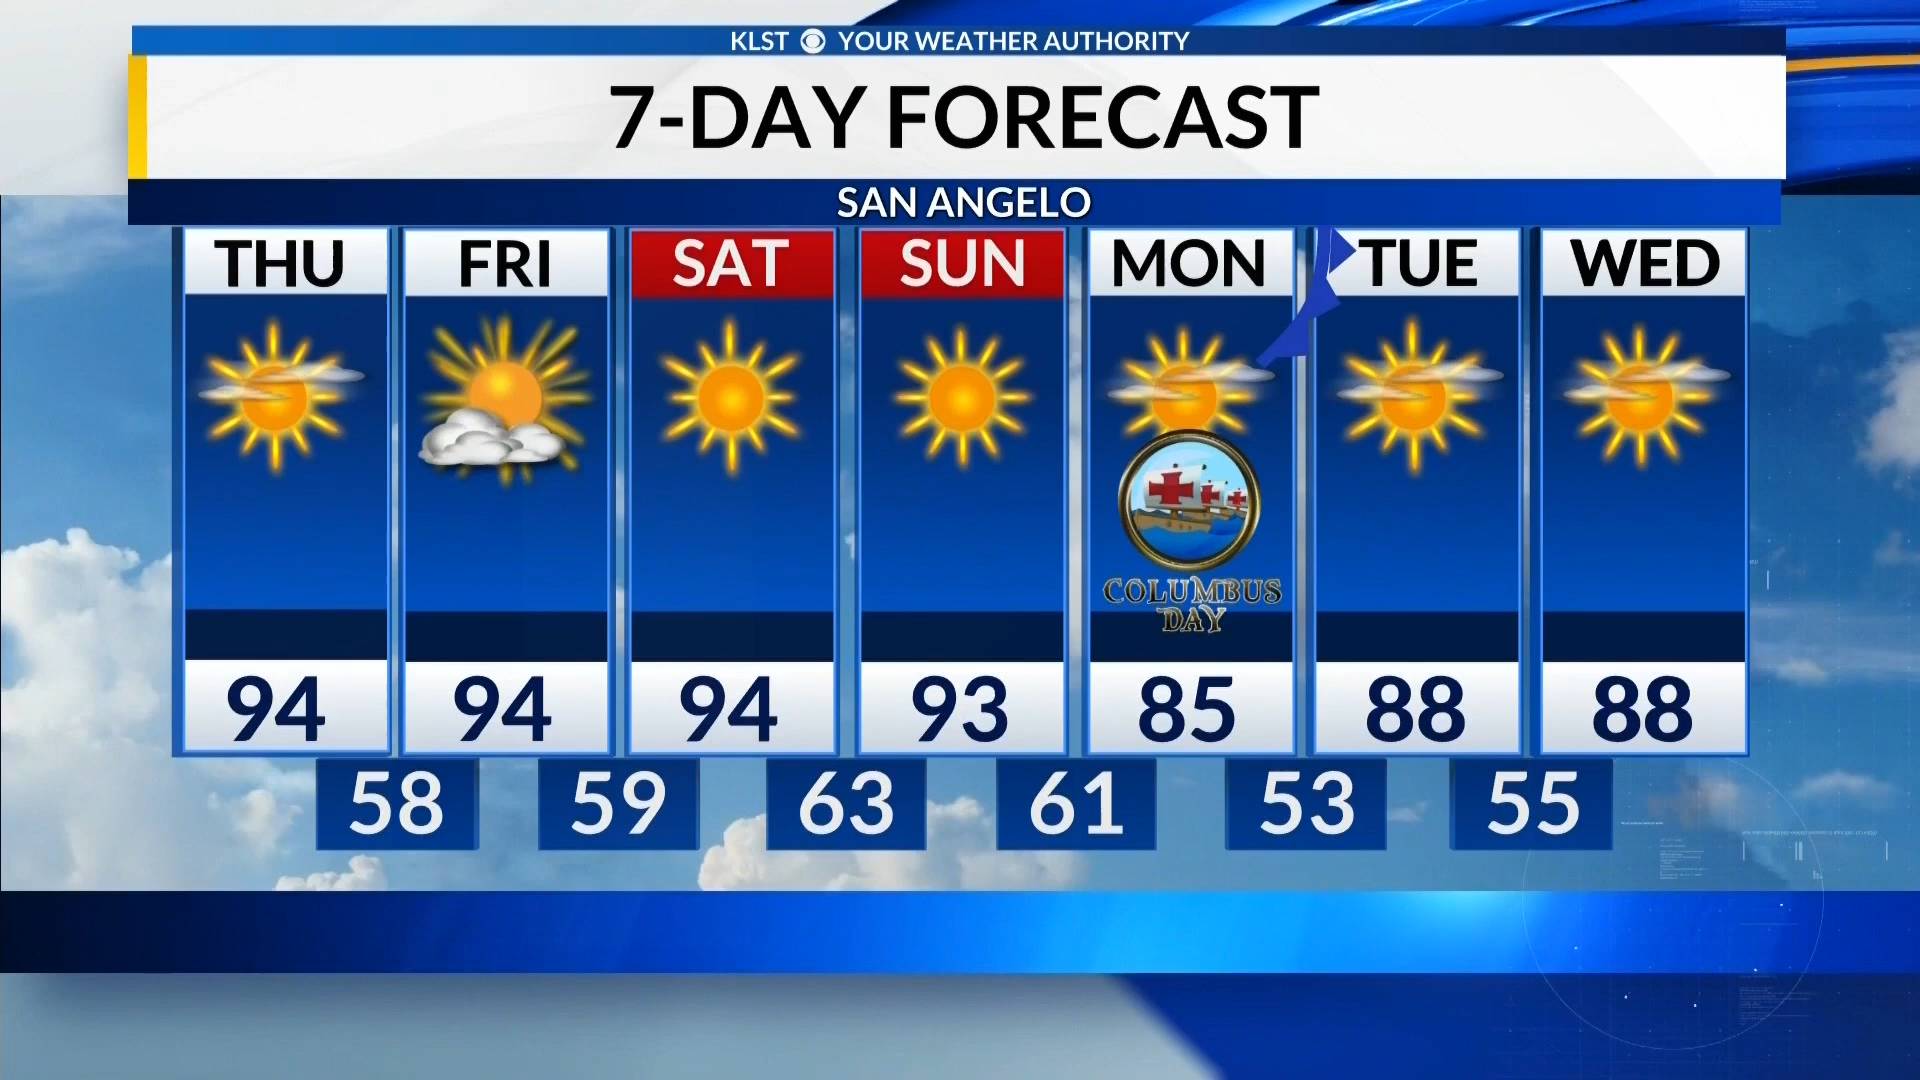 KLST YOUR WEATHER AUTHORITY
7-DAY FORECAST
SAN ANGELO
THU FRI SAT SUN MON TUE WED
COLUMBUS
DAY
94 94 94 93 85 88 88
58 59 63 61 53 55